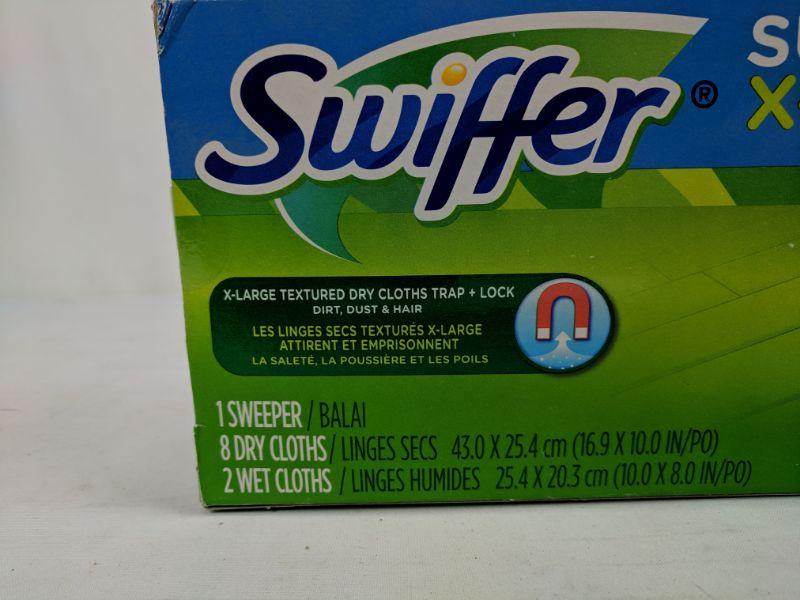 Swiffer®
X-LARGE TEXTURED DRY CLOTHS TRAP + LOCK
DIRT, DUST & HAIR
LES LINGES SECS TEXTURÉS X-LARGE
ATTIRENT ET EMPRISONNENT
LA SALETÉ, LA POUSSIÈRE ET LES POILS
1 SWEEPER / BALAI
8 DRY CLOTHS / LINGES SECS 43.0 X 25.4 cm (16.9 X 10.0 IN/PO)
2 WET CLOTHS / LINGES HUMIDES 25.4 X 20.3 cm (10.0 X 8.0 IN/PO)